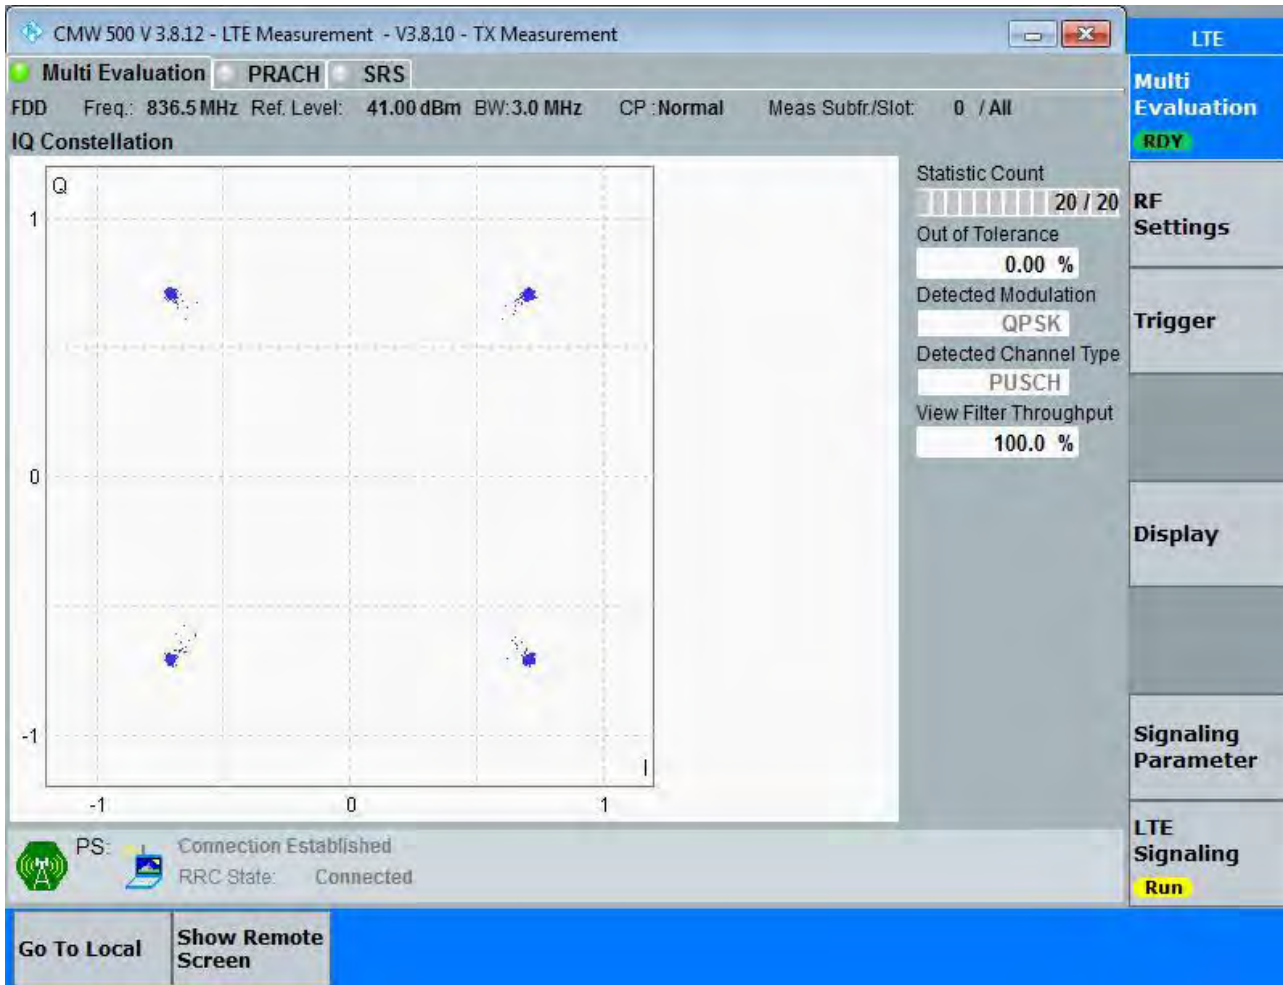 CMW 500 V 3.8.12 - LTE Measurement - V3.8.10 - TX Measurement
Multi Evaluation PRACH SRS
FDD Freq.: 836.5 MHz Ref. Level: 41.00 dBm BW: 3.0 MHz CP : Normal Meas Subfr./Slot: 0 / All
IQ Constellation
Q
1
0
-1
I
-1 0 1
Statistic Count
20 / 20
Out of Tolerance
0.00 %
Detected Modulation
QPSK
Detected Channel Type
PUSCH
View Filter Throughput
100.0 %
PS: Connection Established
RRC State: Connected
LTE
Multi
Evaluation
RDY
RF
Settings
Trigger
Display
Signaling
Parameter
LTE
Signaling
Run
Go To Local
Show Remote
Screen